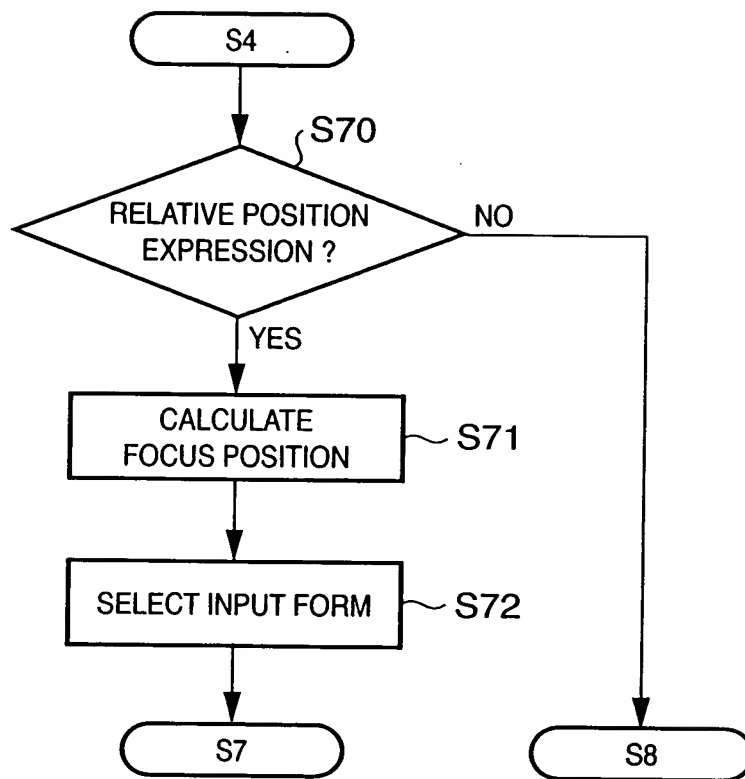 S4
S70
RELATIVE POSITION
EXPRESSION ?
NO
YES
CALCULATE
FOCUS POSITION
S71
SELECT INPUT FORM
S72
S7
S8